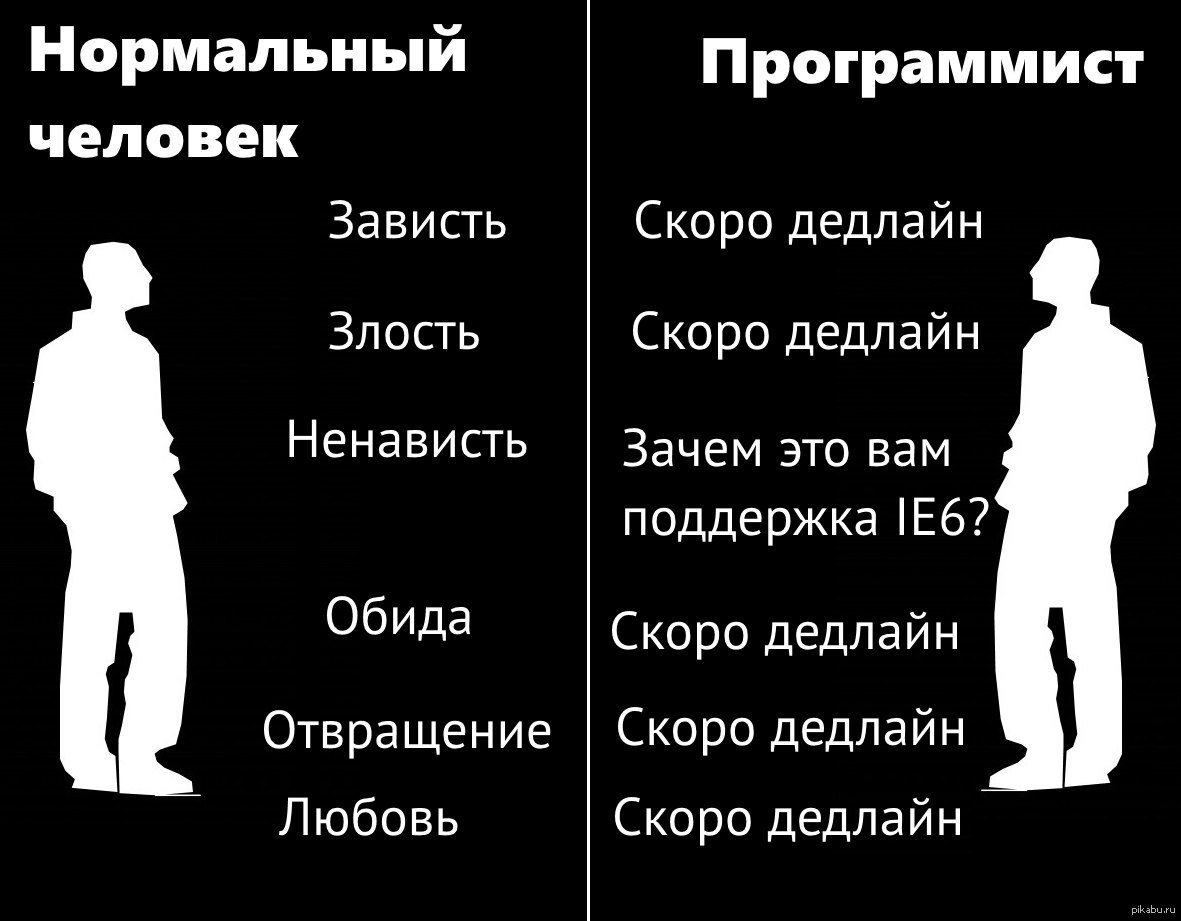 Нормальный
человек
Зависть
Злость
Ненависть
Обида
Отвращение
Любовь
Программист
Скоро дедлайн
Скоро дедлайн
Зачем это вам
поддержка IE6?
Скоро дедлайн
Скоро дедлайн
Скоро дедлайн
pikabu.ru